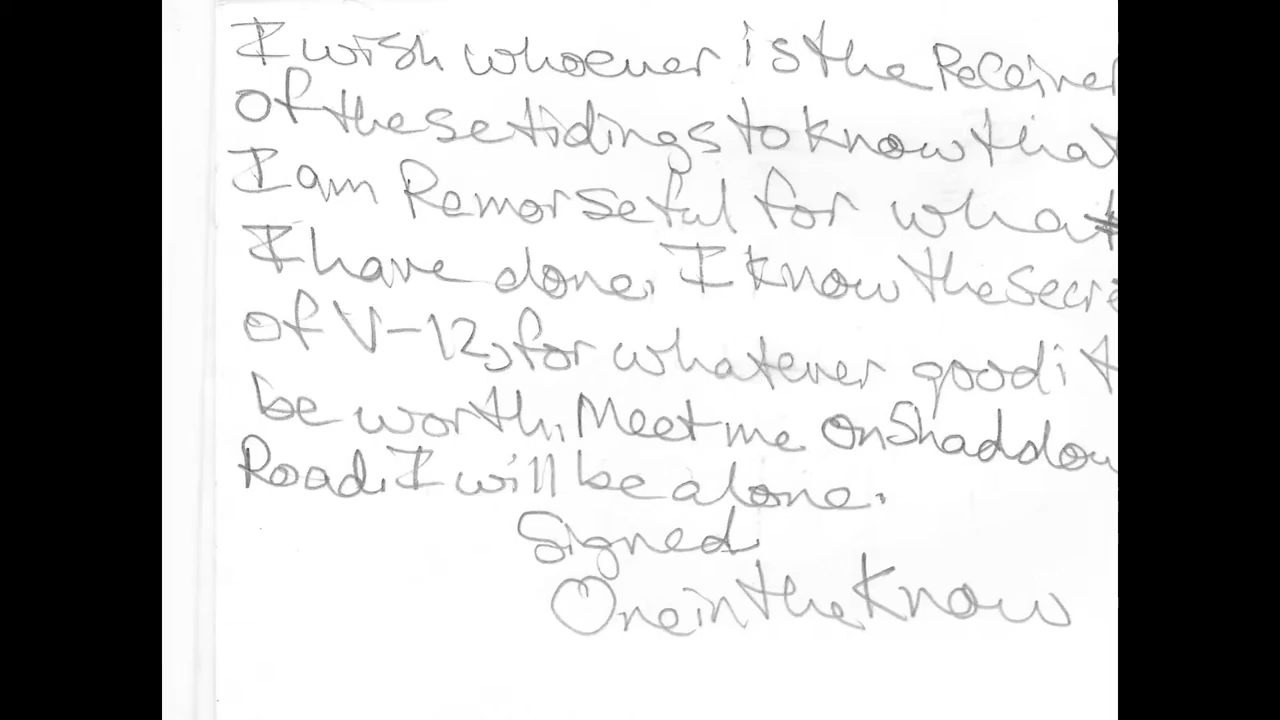 I wish whoever is the Receiver
Of these tidings to know that
I am Remorseful for what
I have done. I know the secre
of V-12, for whatever good it
be worth. Meet me On Shaddow
Road. I will be alone.
Signed
One in the Know